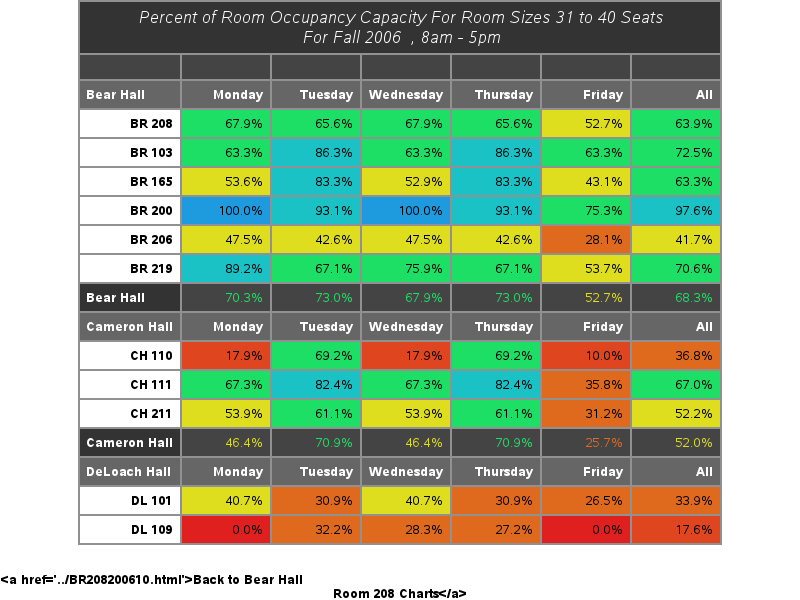 Percent of Room Occupancy Capacity For Room Sizes 31 to 40 Seats
For Fall 2006 , 8am - 5pm
Bear Hall Monday Tuesday Wednesday Thursday Friday All
BR 208 67.9% 65.6% 67.9% 65.6% 52.7% 63.9%
BR 103 63.3% 86.3% 63.3% 86.3% 63.3% 72.5%
BR 165 53.6% 83.3% 52.9% 83.3% 43.1% 63.3%
BR 200 100.0% 93.1% 100.0% 93.1% 75.3% 97.6%
BR 206 47.5% 42.6% 47.5% 42.6% 28.1% 41.7%
BR 219 89.2% 67.1% 75.9% 67.1% 53.7% 70.6%
Bear Hall 70.3% 73.0% 67.9% 73.0% 52.7% 68.3%
Cameron Hall Monday Tuesday Wednesday Thursday Friday All
CH 110 17.9% 69.2% 17.9% 69.2% 10.0% 36.8%
CH 111 67.3% 82.4% 67.3% 82.4% 35.8% 67.0%
CH 211 53.9% 61.1% 53.9% 61.1% 31.2% 52.2%
Cameron Hall 46.4% 70.9% 46.4% 70.9% 25.7% 52.0%
DeLoach Hall Monday Tuesday Wednesday Thursday Friday All
DL 101 40.7% 30.9% 40.7% 30.9% 26.5% 33.9%
DL 109 0.0% 32.2% 28.3% 27.2% 0.0% 17.6%
<a href='../BR208200610.html'>Back to Bear Hall
Room 208 Charts</a>